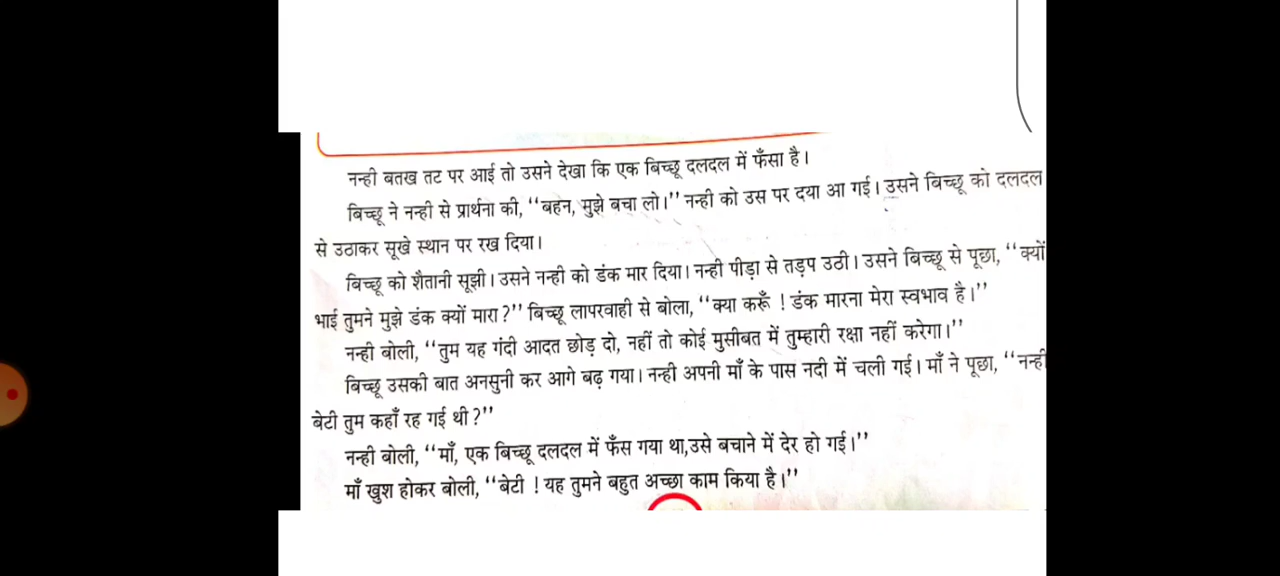 नन्ही बतख तट पर आई तो उसने देखा कि एक बिच्छू दलदल में फँसा है।
बिच्छू ने नन्ही से प्रार्थना की, ‘‘बहन, मुझे बचा लो।’’ नन्ही को उस पर दया आ गई। उसने बिच्छू को दलदल
से उठाकर सूखे स्थान पर रख दिया।
बिच्छू को शैतानी सूझी। उसने नन्ही को डंक मार दिया। नन्ही पीड़ा से तड़प उठी। उसने बिच्छू से पूछा, ‘‘क्यों
भाई तुमने मुझे डंक क्यों मारा?’’ बिच्छू लापरवाही से बोला, ‘‘क्या करूँ ! डंक मारना मेरा स्वभाव है।’’
नन्ही बोली, ‘‘तुम यह गंदी आदत छोड़ दो, नहीं तो कोई मुसीबत में तुम्हारी रक्षा नहीं करेगा।’’
बिच्छू उसकी बात अनसुनी कर आगे बढ़ गया। नन्ही अपनी माँ के पास नदी में चली गई। माँ ने पूछा, ‘‘नन्ही
बेटी तुम कहाँ रह गई थी?’’
नन्ही बोली, ‘‘माँ, एक बिच्छू दलदल में फँस गया था,उसे बचाने में देर हो गई।’’
माँ खुश होकर बोली, ‘‘बेटी ! यह तुमने बहुत अच्छा काम किया है।’’